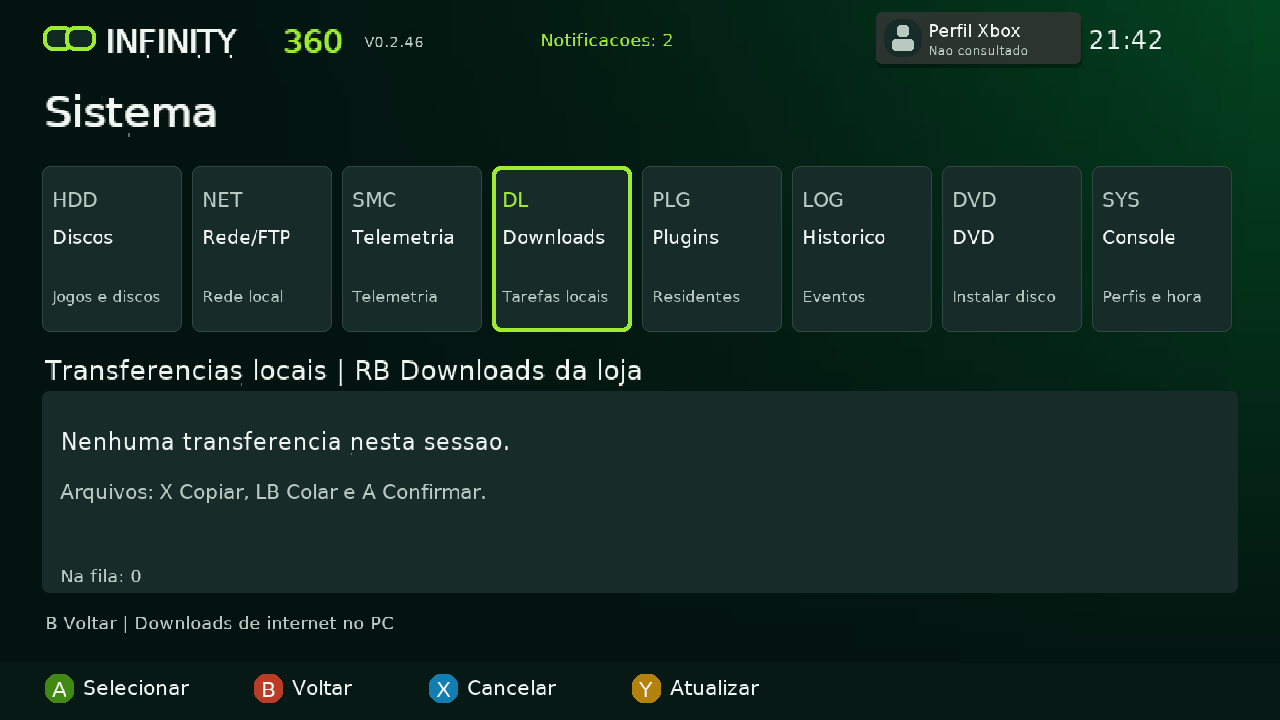 INFINITY 360 V0.2.46 Notificacoes: 2 Perfil Xbox 21:42
Nao consultado
Sistema
HDD NET SMC DL PLG LOG DVD SYS
Discos Rede/FTP Telemetria Downloads Plugins Historico DVD Console
Jogos e discos Rede local Telemetria Tarefas locais Residentes Eventos Instalar disco Perfis e hora
Transferencias locais | RB Downloads da loja
Nenhuma transferencia nesta sessao.
Arquivos: X Copiar, LB Colar e A Confirmar.
Na fila: 0
B Voltar | Downloads de internet no PC
A Selecionar B Voltar X Cancelar Y Atualizar